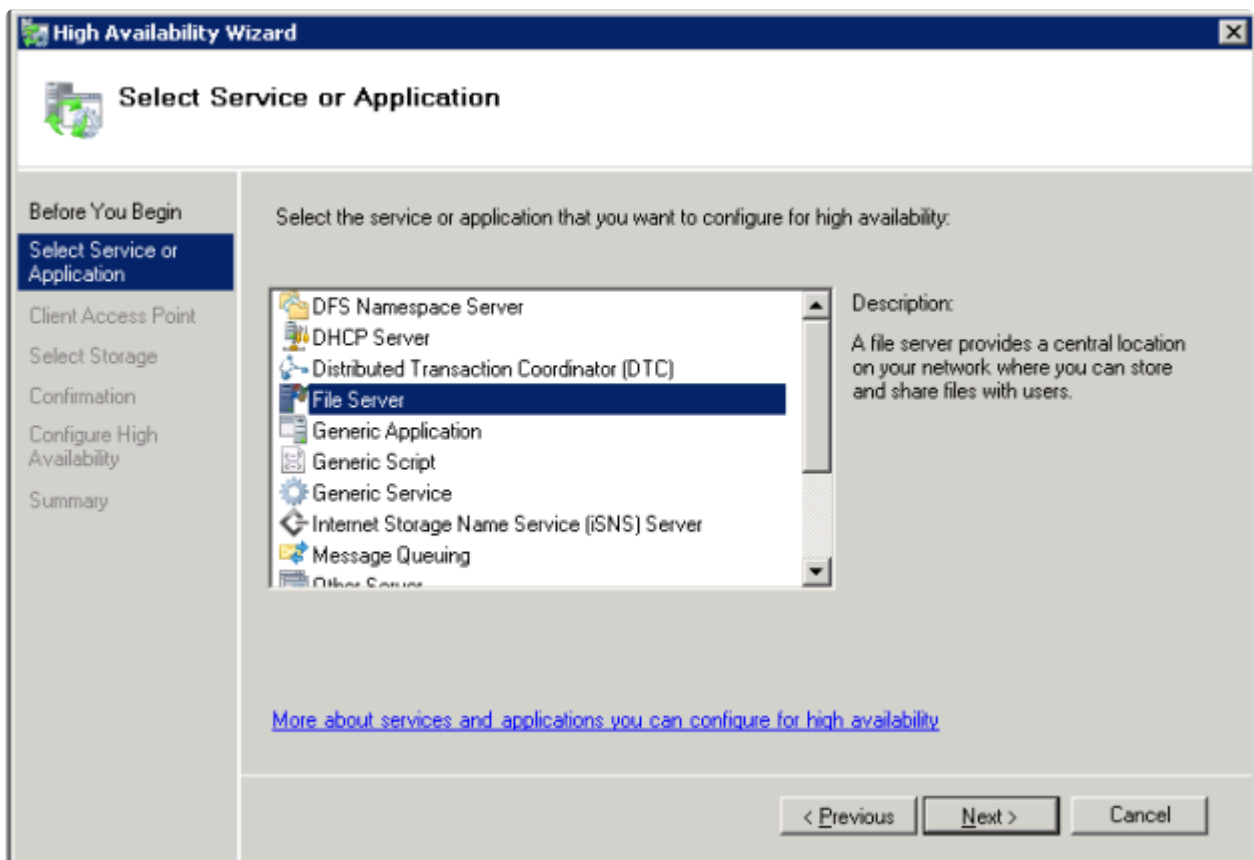 High Availability Wizard
Select Service or Application
Before You Begin
Select Service or
Application
Client Access Point
Select Storage
Confirmation
Configure High
Availability
Summary
Select the service or application that you want to configure for high availability:
DFS Namespace Server
DHCP Server
Distributed Transaction Coordinator (DTC)
File Server
Generic Application
Generic Script
Generic Service
Internet Storage Name Service (iSNS) Server
Message Queuing
Other Server
Description:
A file server provides a central location
on your network where you can store
and share files with users.
More about services and applications you can configure for high availability
< Previous
Next >
Cancel